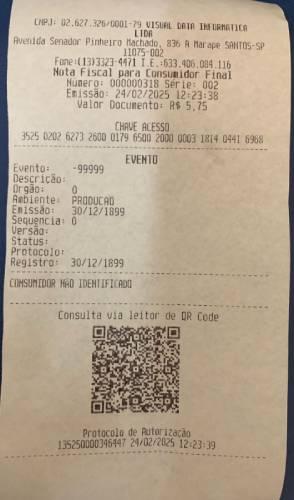 CNPJ: 02.627.326/0001-79 VISUAL DATA INFORMATICA
LTDA
Avenida Senador Pinheiro Machado, 836 A Marape SANTOS-SP
11075-002
Fone:(13)3323-4471 I.E.:633.406.084.116
Nota Fiscal para Consumidor Final
Número: 000000318 Série: 002
Emissão: 24/02/2025 12:23:38
Valor Documento: R$ 5,75
CHAVE ACESSO
3525 0202 6273 2600 0179 6500 2000 0003 1814 0441 6968
EVENTO
Evento: -99999
Descrição:
Orgão: 0
Ambiente: PRODUCAO
Emissão: 30/12/1899
Sequencia: 0
Versão:
Status:
Protocolo:
Registro: 30/12/1899
CONSUMIDOR NÃO IDENTIFICADO
Consulta via leitor de QR Code
Protocolo de Autorização
135250000346447 24/02/2025 12:23:39